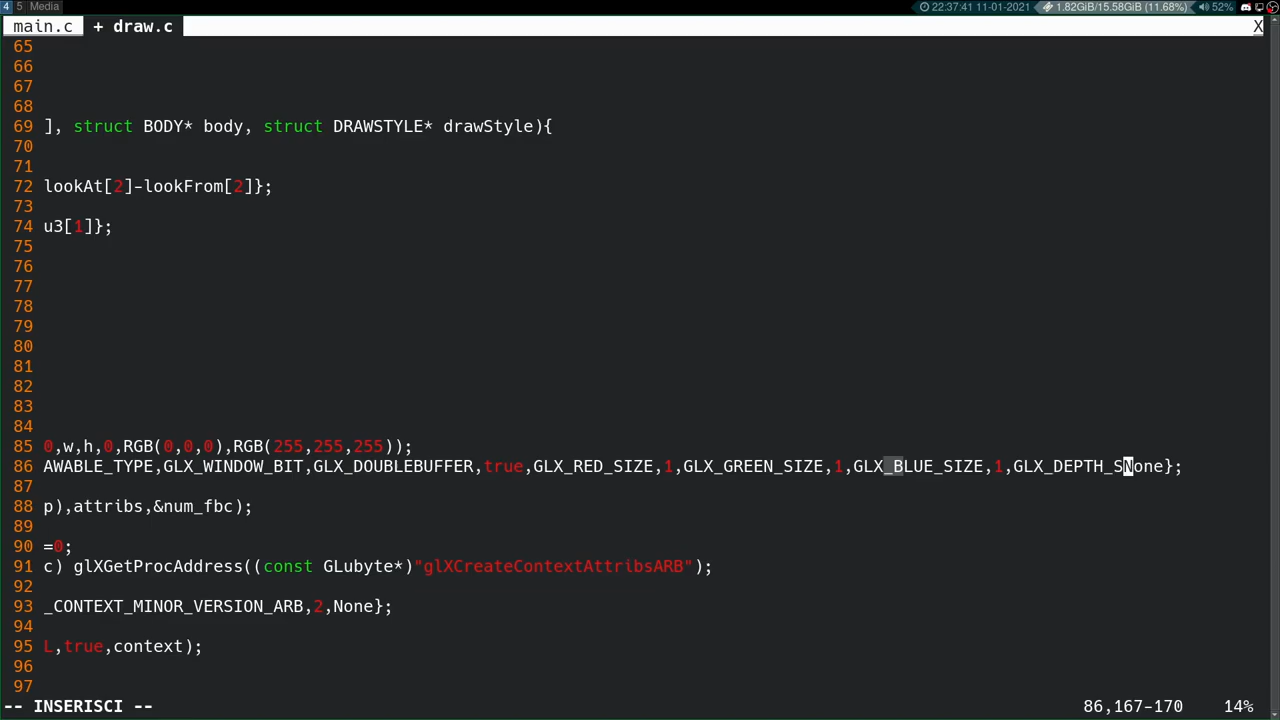 4 5 Media 22:37:41 11-01-2021 1.82GiB/15.58GiB (11.68%) 52%
main.c + draw.c X
65
66
67
68
69 ], struct BODY* body, struct DRAWSTYLE* drawStyle){
70
71
72 lookAt[2]-lookFrom[2]};
73
74 u3[1]};
75
76
77
78
79
80
81
82
83
84
85 0,w,h,0,RGB(0,0,0),RGB(255,255,255));
86 AWABLE_TYPE,GLX_WINDOW_BIT,GLX_DOUBLEBUFFER,true,GLX_RED_SIZE,1,GLX_GREEN_SIZE,1,GLX_BLUE_SIZE,1,GLX_DEPTH_SNone};
87
88 p),attribs,&num_fbc);
89
90 =0;
91 c) glXGetProcAddress((const GLubyte*)"glXCreateContextAttribsARB");
92
93 _CONTEXT_MINOR_VERSION_ARB,2,None};
94
95 L,true,context);
96
97
-- INSERISCI -- 86,167-170 14%